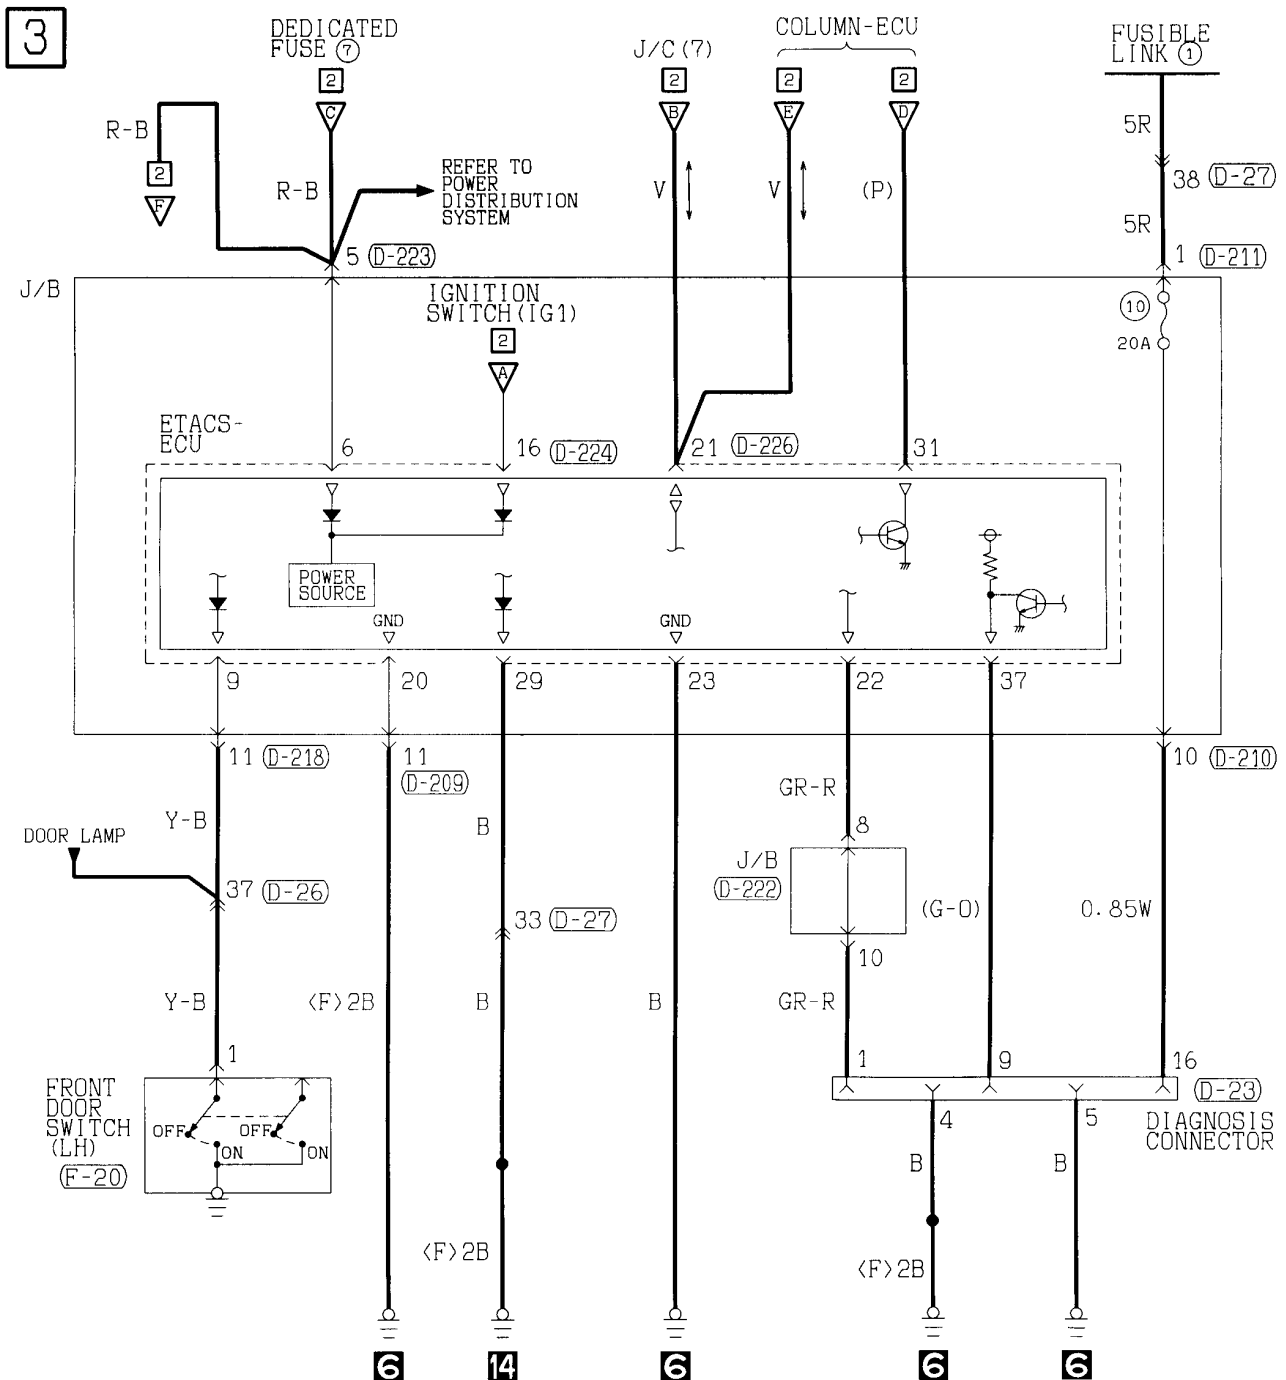 3
DEDICATED
FUSE ⑦
J/C(7)
COLUMN-ECU
FUSIBLE
LINK ①
2
2
2
2
C
B
E
D
R-B
5R
2
F
R-B
REFER TO
POWER
DISTRIBUTION
SYSTEM
V
V
(P)
38 (D-27)
5R
5 (D-223)
1 (D-211)
J/B
IGNITION
SWITCH(IG1)
2
A
⑩
20A
ETACS-
ECU
6
16 (D-224)
21 (D-226)
31
POWER
SOURCE
GND
GND
9
20
29
23
22
37
11 (D-218)
11
(D-209)
10 (D-210)
GR-R
Y-B
B
8
DOOR LAMP
J/B
(D-222)
37 (D-26)
33 (D-27)
(G-O)
0.85W
10
Y-B
<F>2B
B
B
GR-R
1
1
9
16
FRONT
DOOR
SWITCH
(LH)
(F-20)
OFF
OFF
ON
ON
(D-23)
DIAGNOSIS
CONNECTOR
4
5
B
B
<F>2B
<F>2B
6
14
6
6
6